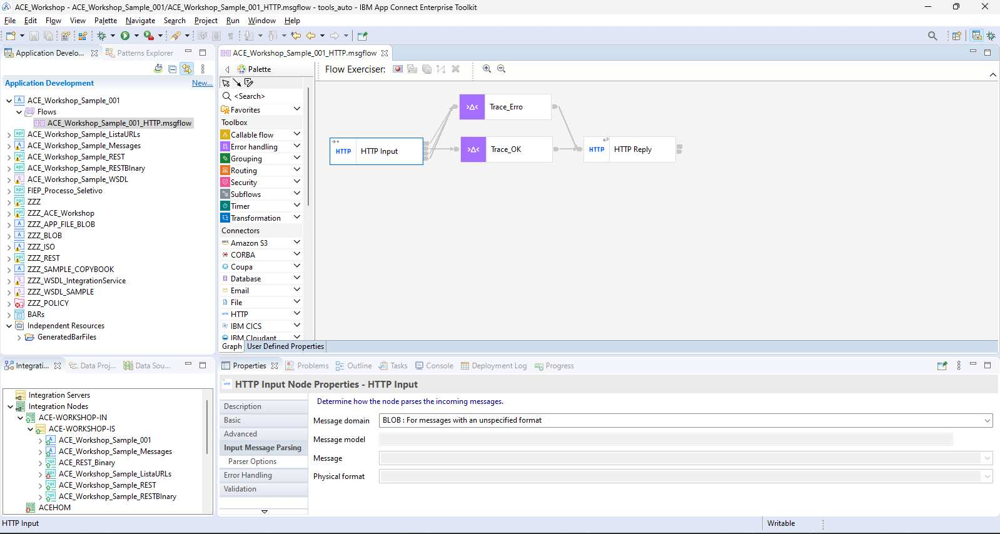 ACE_Workshop - ACE_Workshop_Sample_001/ACE_Workshop_Sample_001_HTTP.msgflow - tools_auto - IBM App Connect Enterprise Toolkit
File Edit Flow View Palette Navigate Search Project Run Window Help
Application Develo...
Patterns Explorer
Application Development
New...
ACE_Workshop_Sample_001
Flows
ACE_Workshop_Sample_001_HTTP.msgflow
ACE_Workshop_Sample_ListaURLs
ACE_Workshop_Sample_Messages
ACE_Workshop_Sample_REST
ACE_Workshop_Sample_RESTBInary
ACE_Workshop_Sample_WSDL
FIEP_Processo_Seletivo
ZZZ
ZZZ_ACE_Workshop
ZZZ_APP_FILE_BLOB
ZZZ_BLOB
ZZZ_ISO
ZZZ_REST
ZZZ_SAMPLE_COPYBOOK
ZZZ_WSDL_IntegrationService
ZZZ_WSDL_SAMPLE
ZZZ_POLICY
BARs
Independent Resources
GeneratedBarFiles
ACE_Workshop_Sample_001_HTTP.msgflow
Palette
<Search>
Favorites
Toolbox
Callable flow
Error handling
Grouping
Routing
Security
Subflows
Timer
Transformation
Connectors
Amazon S3
CORBA
Coupa
Database
Email
File
HTTP
IBM CICS
IBM Cloudant
Flow Exerciser:
Trace_Erro
HTTP HTTP Input
Trace_OK
HTTP HTTP Reply
Graph User Defined Properties
Integrati...
Data Proj...
Data Sou...
Integration Servers
Integration Nodes
ACE-WORKSHOP-IN
ACE-WORKSHOP-IS
ACE_Workshop_Sample_001
ACE_Workshop_Sample_Messages
ACE_REST_Binary
ACE_Workshop_Sample_ListaURLs
ACE_Workshop_Sample_REST
ACE_Workshop_Sample_RESTBInary
ACEHOM
Properties Problems Outline Tasks Console Deployment Log Progress
HTTP Input Node Properties - HTTP Input
Description
Basic
Advanced
Input Message Parsing
Parser Options
Error Handling
Validation
Determine how the node parses the incoming messages.
Message domain BLOB : For messages with an unspecified format
Message model
Message
Physical format
HTTP Input
Writable